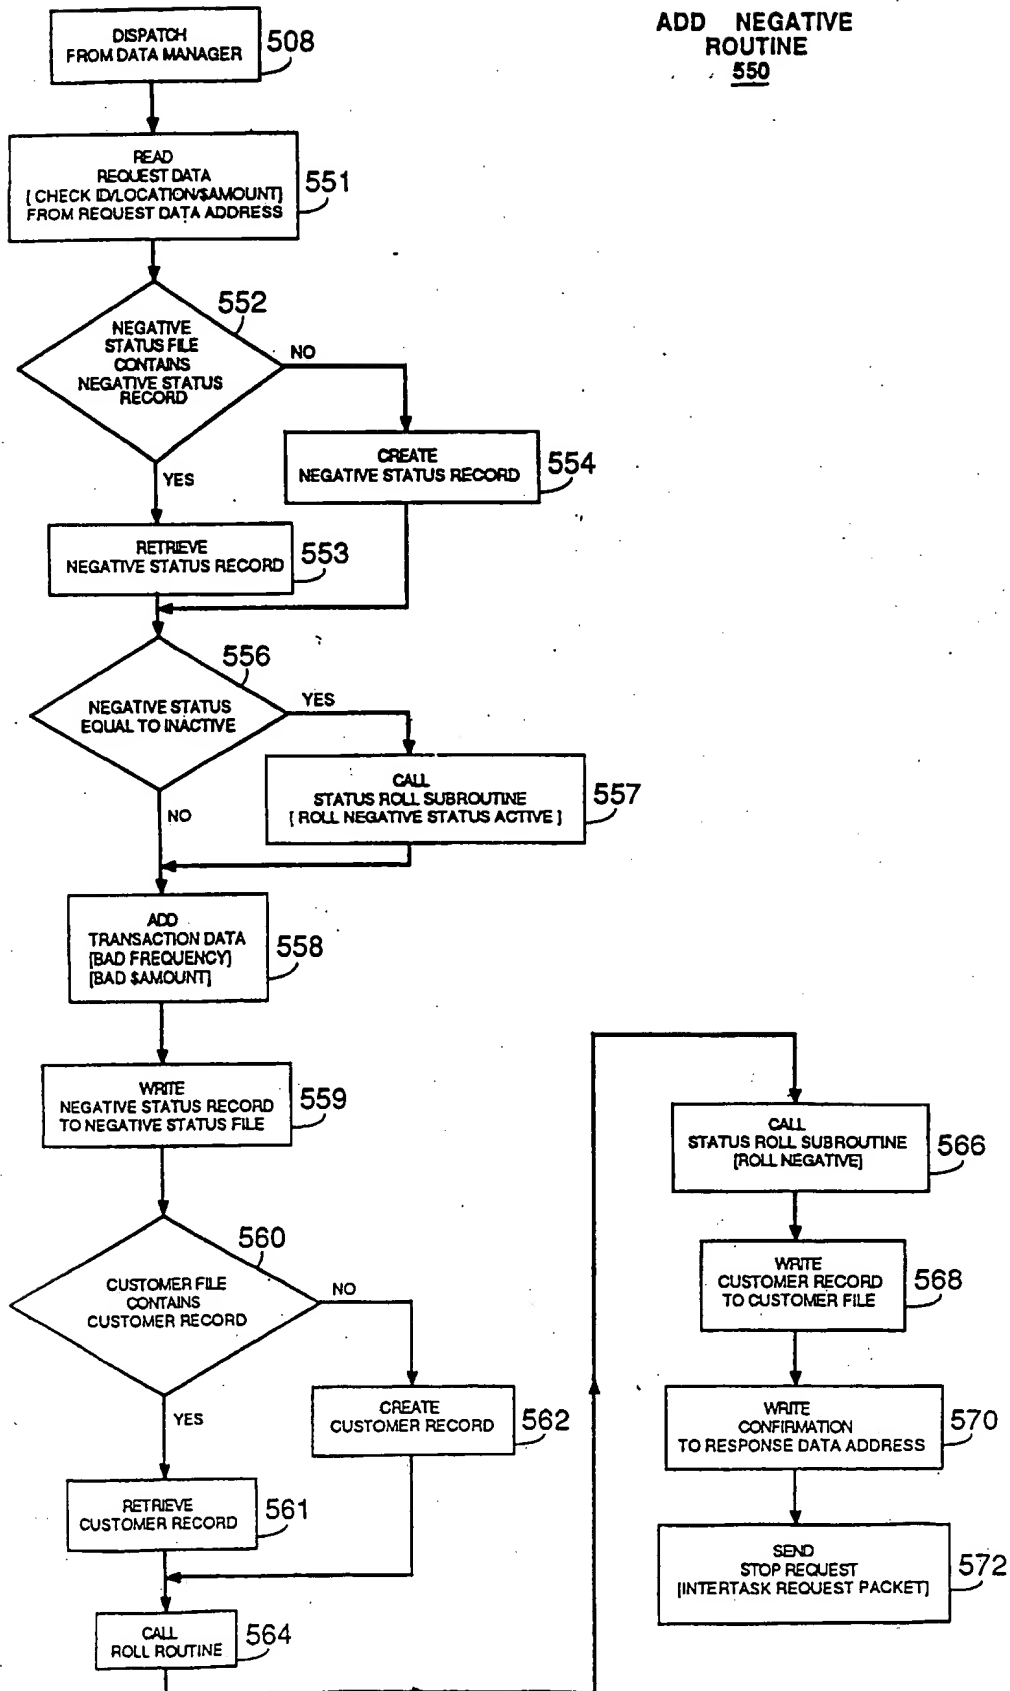 ADD NEGATIVE
ROUTINE
550
DISPATCH
FROM DATA MANAGER
508
READ
REQUEST DATA
[ CHECK ID/LOCATION/$AMOUNT]
FROM REQUEST DATA ADDRESS
551
552
NEGATIVE
STATUS FILE
CONTAINS
NEGATIVE STATUS
RECORD
NO
YES
CREATE
NEGATIVE STATUS RECORD
554
RETRIEVE
NEGATIVE STATUS RECORD
553
556
NEGATIVE STATUS
EQUAL TO INACTIVE
YES
NO
CALL
STATUS ROLL SUBROUTINE
[ ROLL NEGATIVE STATUS ACTIVE ]
557
ADD
TRANSACTION DATA
[BAD FREQUENCY]
[BAD $AMOUNT]
558
WRITE
NEGATIVE STATUS RECORD
TO NEGATIVE STATUS FILE
559
560
CUSTOMER FILE
CONTAINS
CUSTOMER RECORD
NO
YES
CREATE
CUSTOMER RECORD
562
RETRIEVE
CUSTOMER RECORD
561
CALL
ROLL ROUTINE
564
CALL
STATUS ROLL SUBROUTINE
[ROLL NEGATIVE]
566
WRITE
CUSTOMER RECORD
TO CUSTOMER FILE
568
WRITE
CONFIRMATION
TO RESPONSE DATA ADDRESS
570
SEND
STOP REQUEST
[INTERTASK REQUEST PACKET]
572